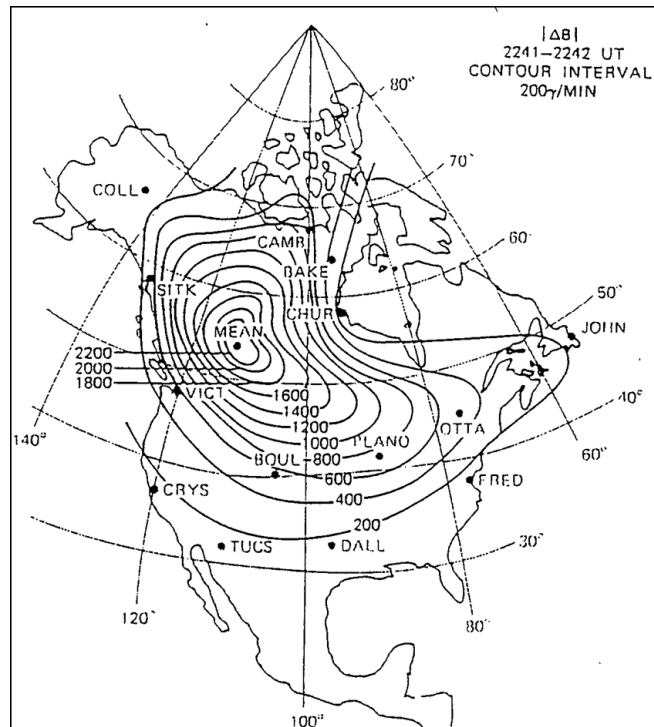 |ΔB|
2241–2242 UT
CONTOUR INTERVAL
200γ/MIN
80°
70°
COLL
60°
CAMB
BAKE
SITK
50°
CHUR
MEAN
JOHN
2200
2000
1800
VICT
1600
40°
1400
140°
1200
OTTA
1000
PLANO
60°
BOUL
800
600
FRED
CRYS
400
200
30°
TUCS
DALL
120°
80°
100°